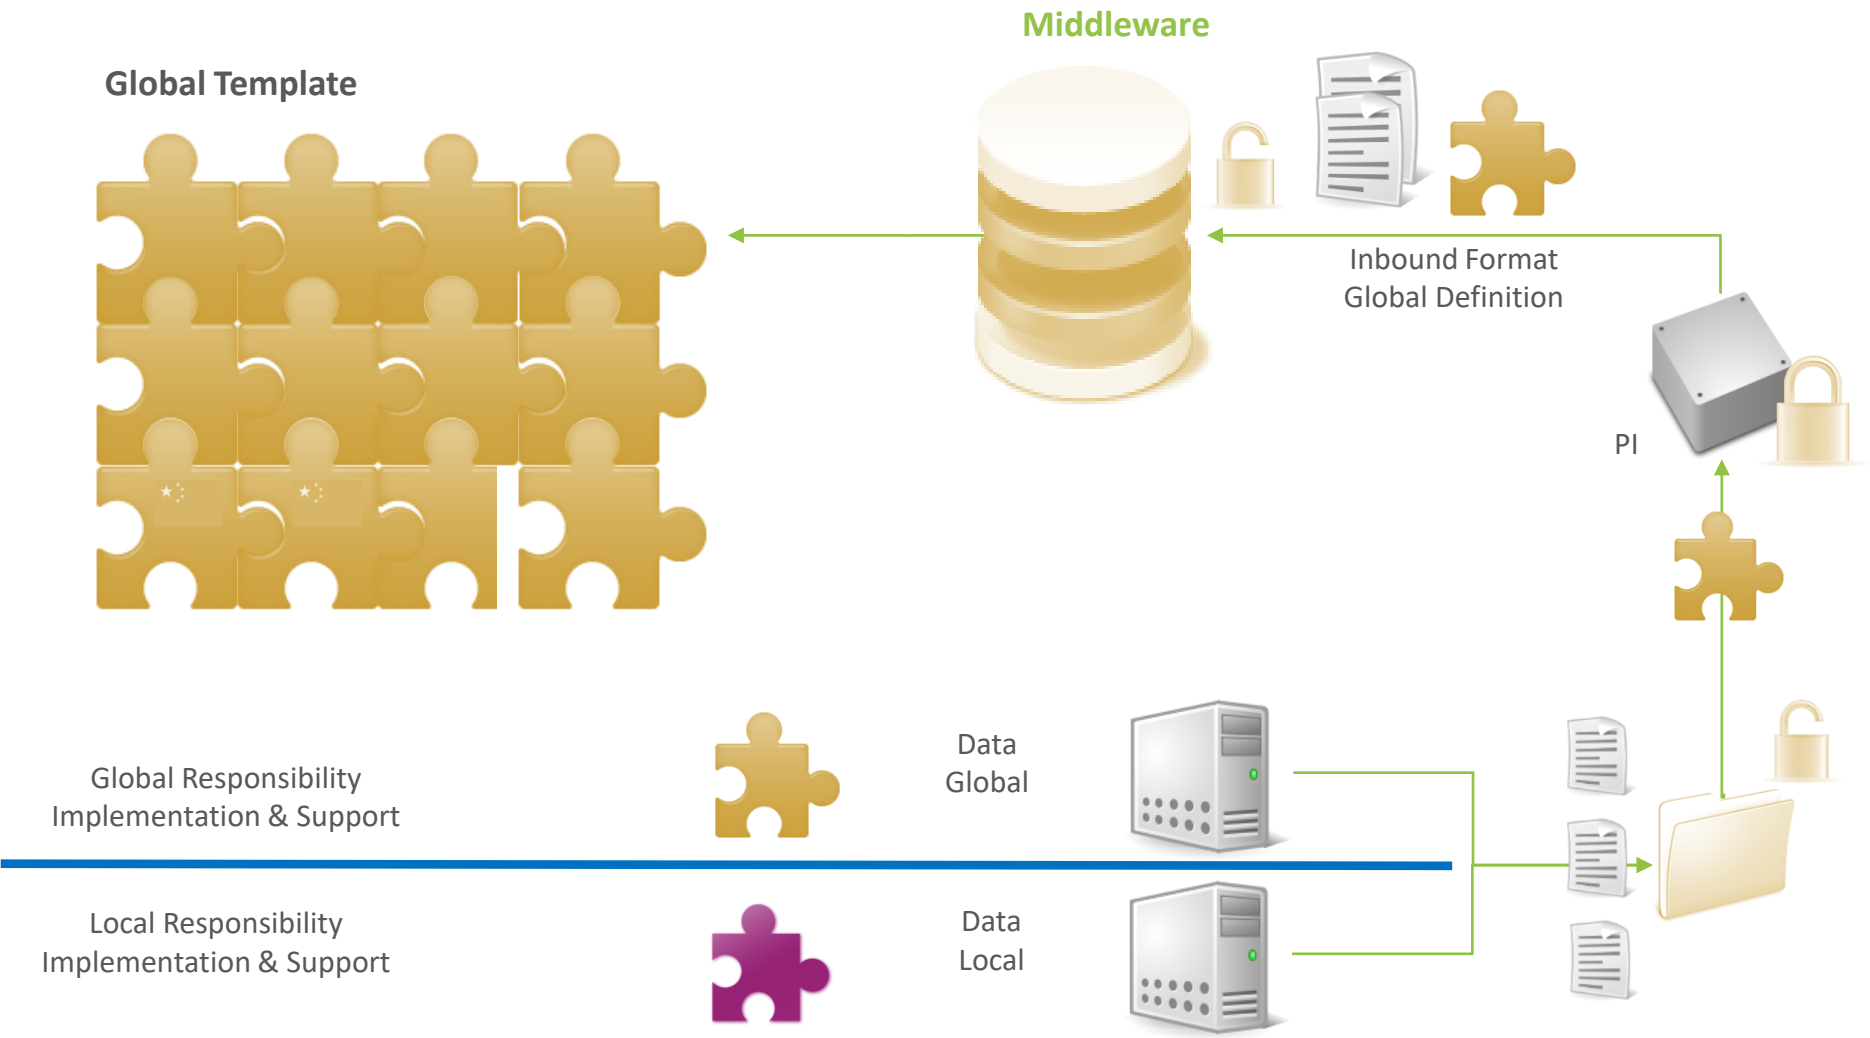 Middleware
Global Template
Inbound Format
Global Definition
PI
Data
Global
Global Responsibility
Implementation & Support
Local Responsibility
Implementation & Support
Data
Local